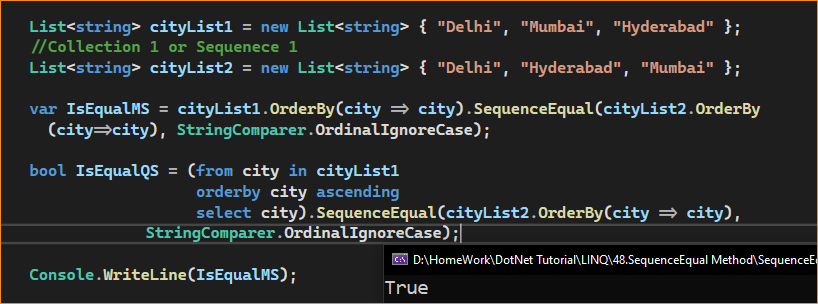 List<string> cityList1 = new List<string> { "Delhi", "Mumbai", "Hyderabad" };
//Collection 1 or Sequenece 1
List<string> cityList2 = new List<string> { "Delhi", "Hyderabad", "Mumbai" };
var IsEqualMS = cityList1.OrderBy(city => city).SequenceEqual(cityList2.OrderBy
(city=>city), StringComparer.OrdinalIgnoreCase);
bool IsEqualQS = (from city in cityList1
orderby city ascending
select city).SequenceEqual(cityList2.OrderBy(city => city),
StringComparer.OrdinalIgnoreCase);
Console.WriteLine(IsEqualMS);
D:\HomeWork\DotNet Tutorial\LINQ\48.SequenceEqual Method\SequenceEq
True